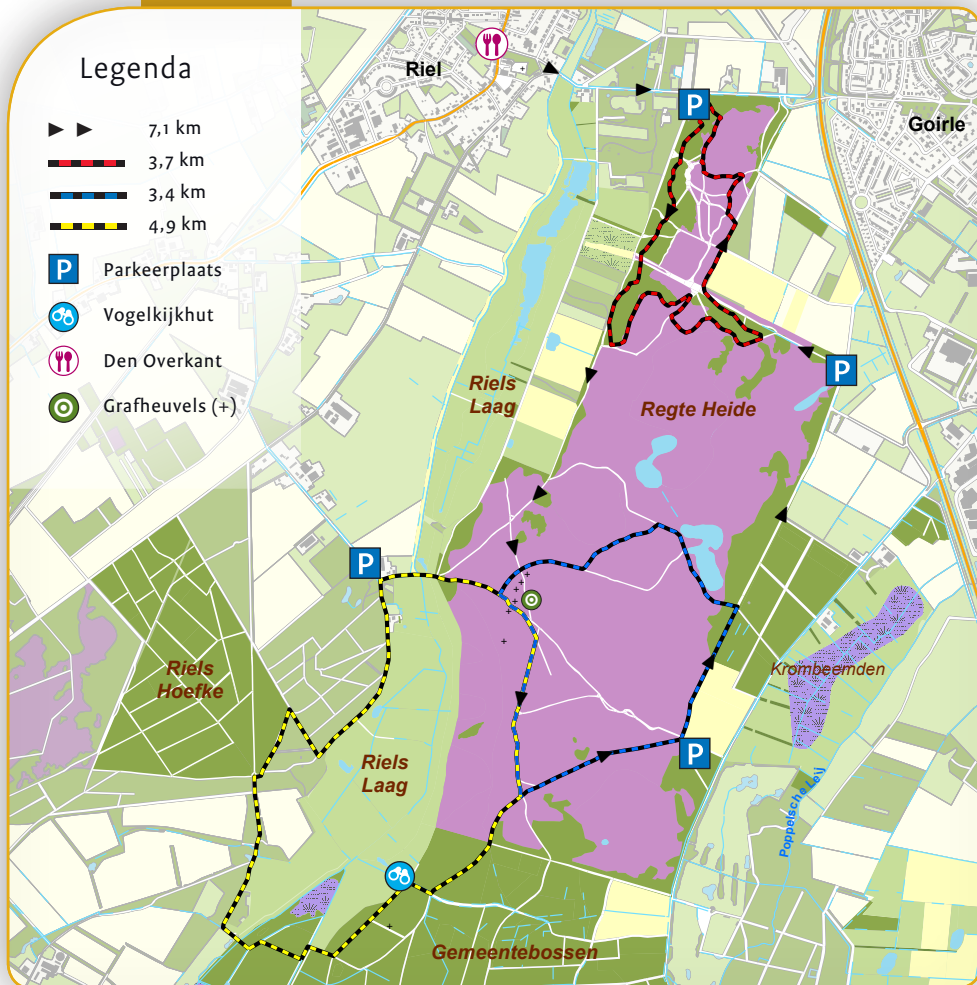 Legenda
7,1 km
3,7 km
3,4 km
4,9 km
P Parkeerplaats
Vogelkijkhut
Den Overkant
Grafheuvels (+)
Riel
P
Goirle
P
Riels
Laag
Regte Heide
P
Riels
Hoefke
Krombeemden
Riels
Laag
P
Poppelsche Leij
Gemeentebossen